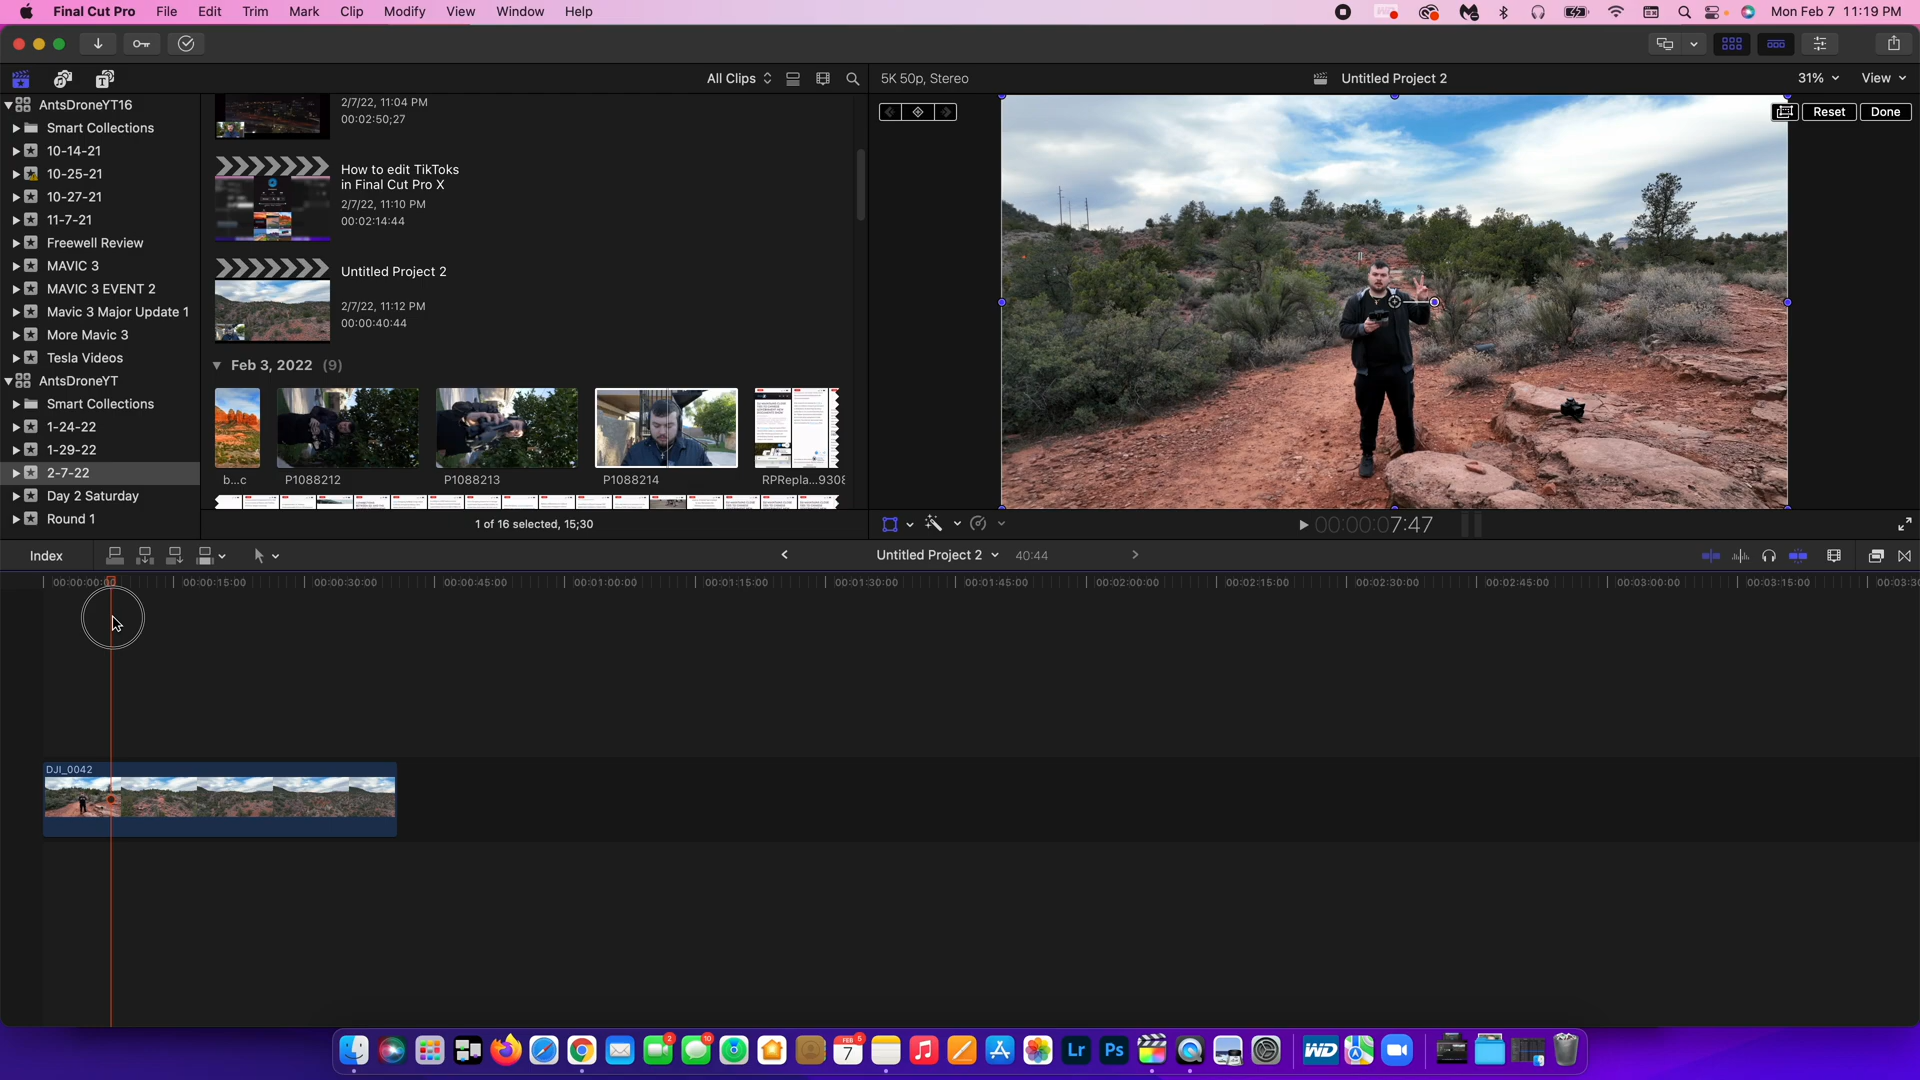 Final Cut Pro File Edit Trim Mark Clip Modify View Window Help
Mon Feb 7 11:19 PM
All Clips
5K 50p, Stereo
Untitled Project 2
31%
View
AntsDroneYT16
Smart Collections
10-14-21
10-25-21
10-27-21
11-7-21
Freewell Review
MAVIC 3
MAVIC 3 EVENT 2
Mavic 3 Major Update 1
More Mavic 3
Tesla Videos
AntsDroneYT
Smart Collections
1-24-22
1-29-22
2-7-22
Day 2 Saturday
Round 1
2/7/22, 11:04 PM
00:02:50;27
How to edit TikToks
in Final Cut Pro X
2/7/22, 11:10 PM
00:02:14:44
Untitled Project 2
2/7/22, 11:12 PM
00:00:40:44
Feb 3, 2022 (9)
b...c
P1088212
P1088213
P1088214
RPRepla...9308
1 of 16 selected, 15;30
Reset
Done
00:00:07:47
Index
Untitled Project 2
40:44
00:00:00:00
00:00:15:00
00:00:30:00
00:00:45:00
00:01:00:00
00:01:15:00
00:01:30:00
00:01:45:00
00:02:00:00
00:02:15:00
00:02:30:00
00:02:45:00
00:03:00:00
00:03:15:00
00:03:30
DJI_0042
2
10
FEB
5
7
Lr
Ps
WD